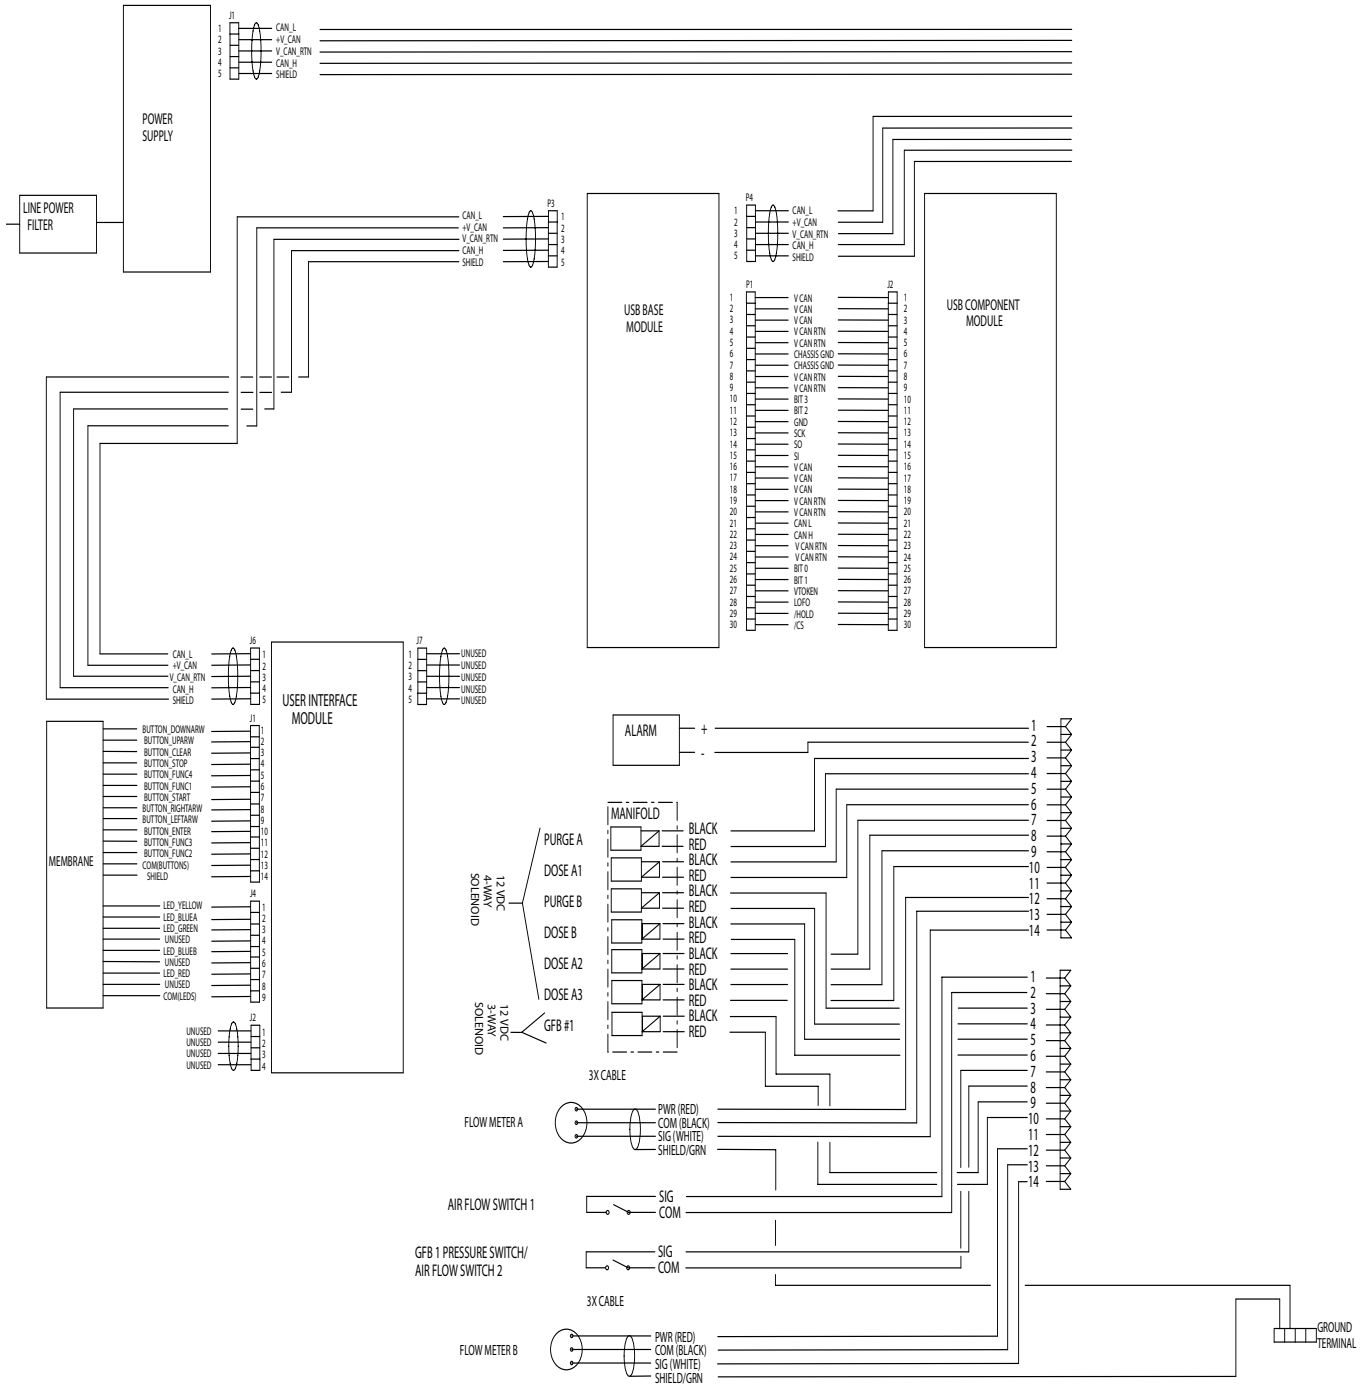 J1
1 CAN_L
2 +V_CAN
3 V_CAN_RTN
4 CAN_H
5 SHIELD
POWER
SUPPLY
LINE POWER
FILTER
P3
CAN_L 1
+V_CAN 2
V_CAN_RTN 3
CAN_H 4
SHIELD 5
USB BASE
MODULE
P4
1 CAN_L
2 +V_CAN
3 V_CAN_RTN
4 CAN_H
5 SHIELD
USB COMPONENT
MODULE
P1 J2
1 V CAN 1
2 V CAN 2
3 V CAN 3
4 V CAN RTN 4
5 V CAN RTN 5
6 CHASSIS GND 6
7 CHASSIS GND 7
8 V CAN RTN 8
9 V CAN RTN 9
10 BIT 3 10
11 BIT 2 11
12 GND 12
13 SCK 13
14 SO 14
15 SI 15
16 V CAN 16
17 V CAN 17
18 V CAN 18
19 V CAN RTN 19
20 V CAN RTN 20
21 CAN L 21
22 CAN H 22
23 V CAN RTN 23
24 V CAN RTN 24
25 BIT 0 25
26 BIT 1 26
27 VTOKEN 27
28 LOFO 28
29 /HOLD 29
30 /CS 30
J6
CAN_L 1
+V_CAN 2
V_CAN_RTN 3
CAN_H 4
SHIELD 5
USER INTERFACE
MODULE
J7
1 UNUSED
2 UNUSED
3 UNUSED
4 UNUSED
5 UNUSED
MEMBRANE
J1
BUTTON_DOWNARW 1
BUTTON_UPARW 2
BUTTON_CLEAR 3
BUTTON_STOP 4
BUTTON_FUNC4 5
BUTTON_FUNC1 6
BUTTON_START 7
BUTTON_RIGHTARW 8
BUTTON_LEFTARW 9
BUTTON_ENTER 10
BUTTON_FUNC3 11
BUTTON_FUNC2 12
COM(BUTTONS) 13
SHIELD 14
J4
LED_YELLOW 1
LED_BLUEA 2
LED_GREEN 3
UNUSED 4
LED_BLUEB 5
UNUSED 6
LED_RED 7
UNUSED 8
COM(LEDS) 9
J2
UNUSED 1
UNUSED 2
UNUSED 3
UNUSED 4
ALARM
+
-
MANIFOLD
12 VDC
4-WAY
SOLENOID
PURGE A
BLACK
RED
DOSE A1
BLACK
RED
PURGE B
BLACK
RED
DOSE B
BLACK
RED
DOSE A2
BLACK
RED
DOSE A3
BLACK
RED
12 VDC
3-WAY
SOLENOID
GFB #1
BLACK
RED
1
2
3
4
5
6
7
8
9
10
11
12
13
14
1
2
3
4
5
6
7
8
9
10
11
12
13
14
3X CABLE
FLOW METER A
PWR (RED)
COM (BLACK)
SIG (WHITE)
SHIELD/GRN
AIR FLOW SWITCH 1
SIG
COM
GFB 1 PRESSURE SWITCH/
AIR FLOW SWITCH 2
SIG
COM
3X CABLE
FLOW METER B
PWR (RED)
COM (BLACK)
SIG (WHITE)
SHIELD/GRN
GROUND
TERMINAL